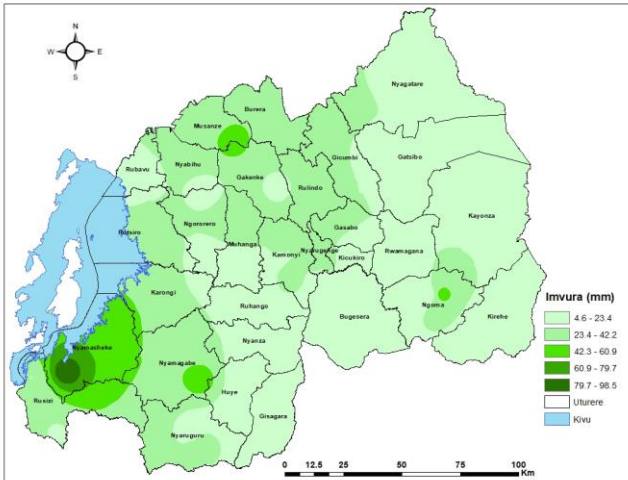 N
W E
S
Nyagatare
Burera
Musanze
Gicumbi
Gatsibo
Rubavu
Nyabihu
Gakenke
Rulindo
Kayonza
Rutsiro
Ngororero
Gasabo
Muhanga
Kamonyi
Nyarugenge
Kicukiro
Rwamagana
Karongi
Ruhango
Bugesera
Ngoma
Kirehe
Nyamasheke
Nyamagabe
Nyanza
Rusizi
Huye
Gisagara
Nyaruguru
Imvura (mm)
4.6 - 23.4
23.4 - 42.2
42.3 - 60.9
60.9 - 79.7
79.7 - 98.5
Uturere
Kivu
0 12.5 25 50 75 100
Km